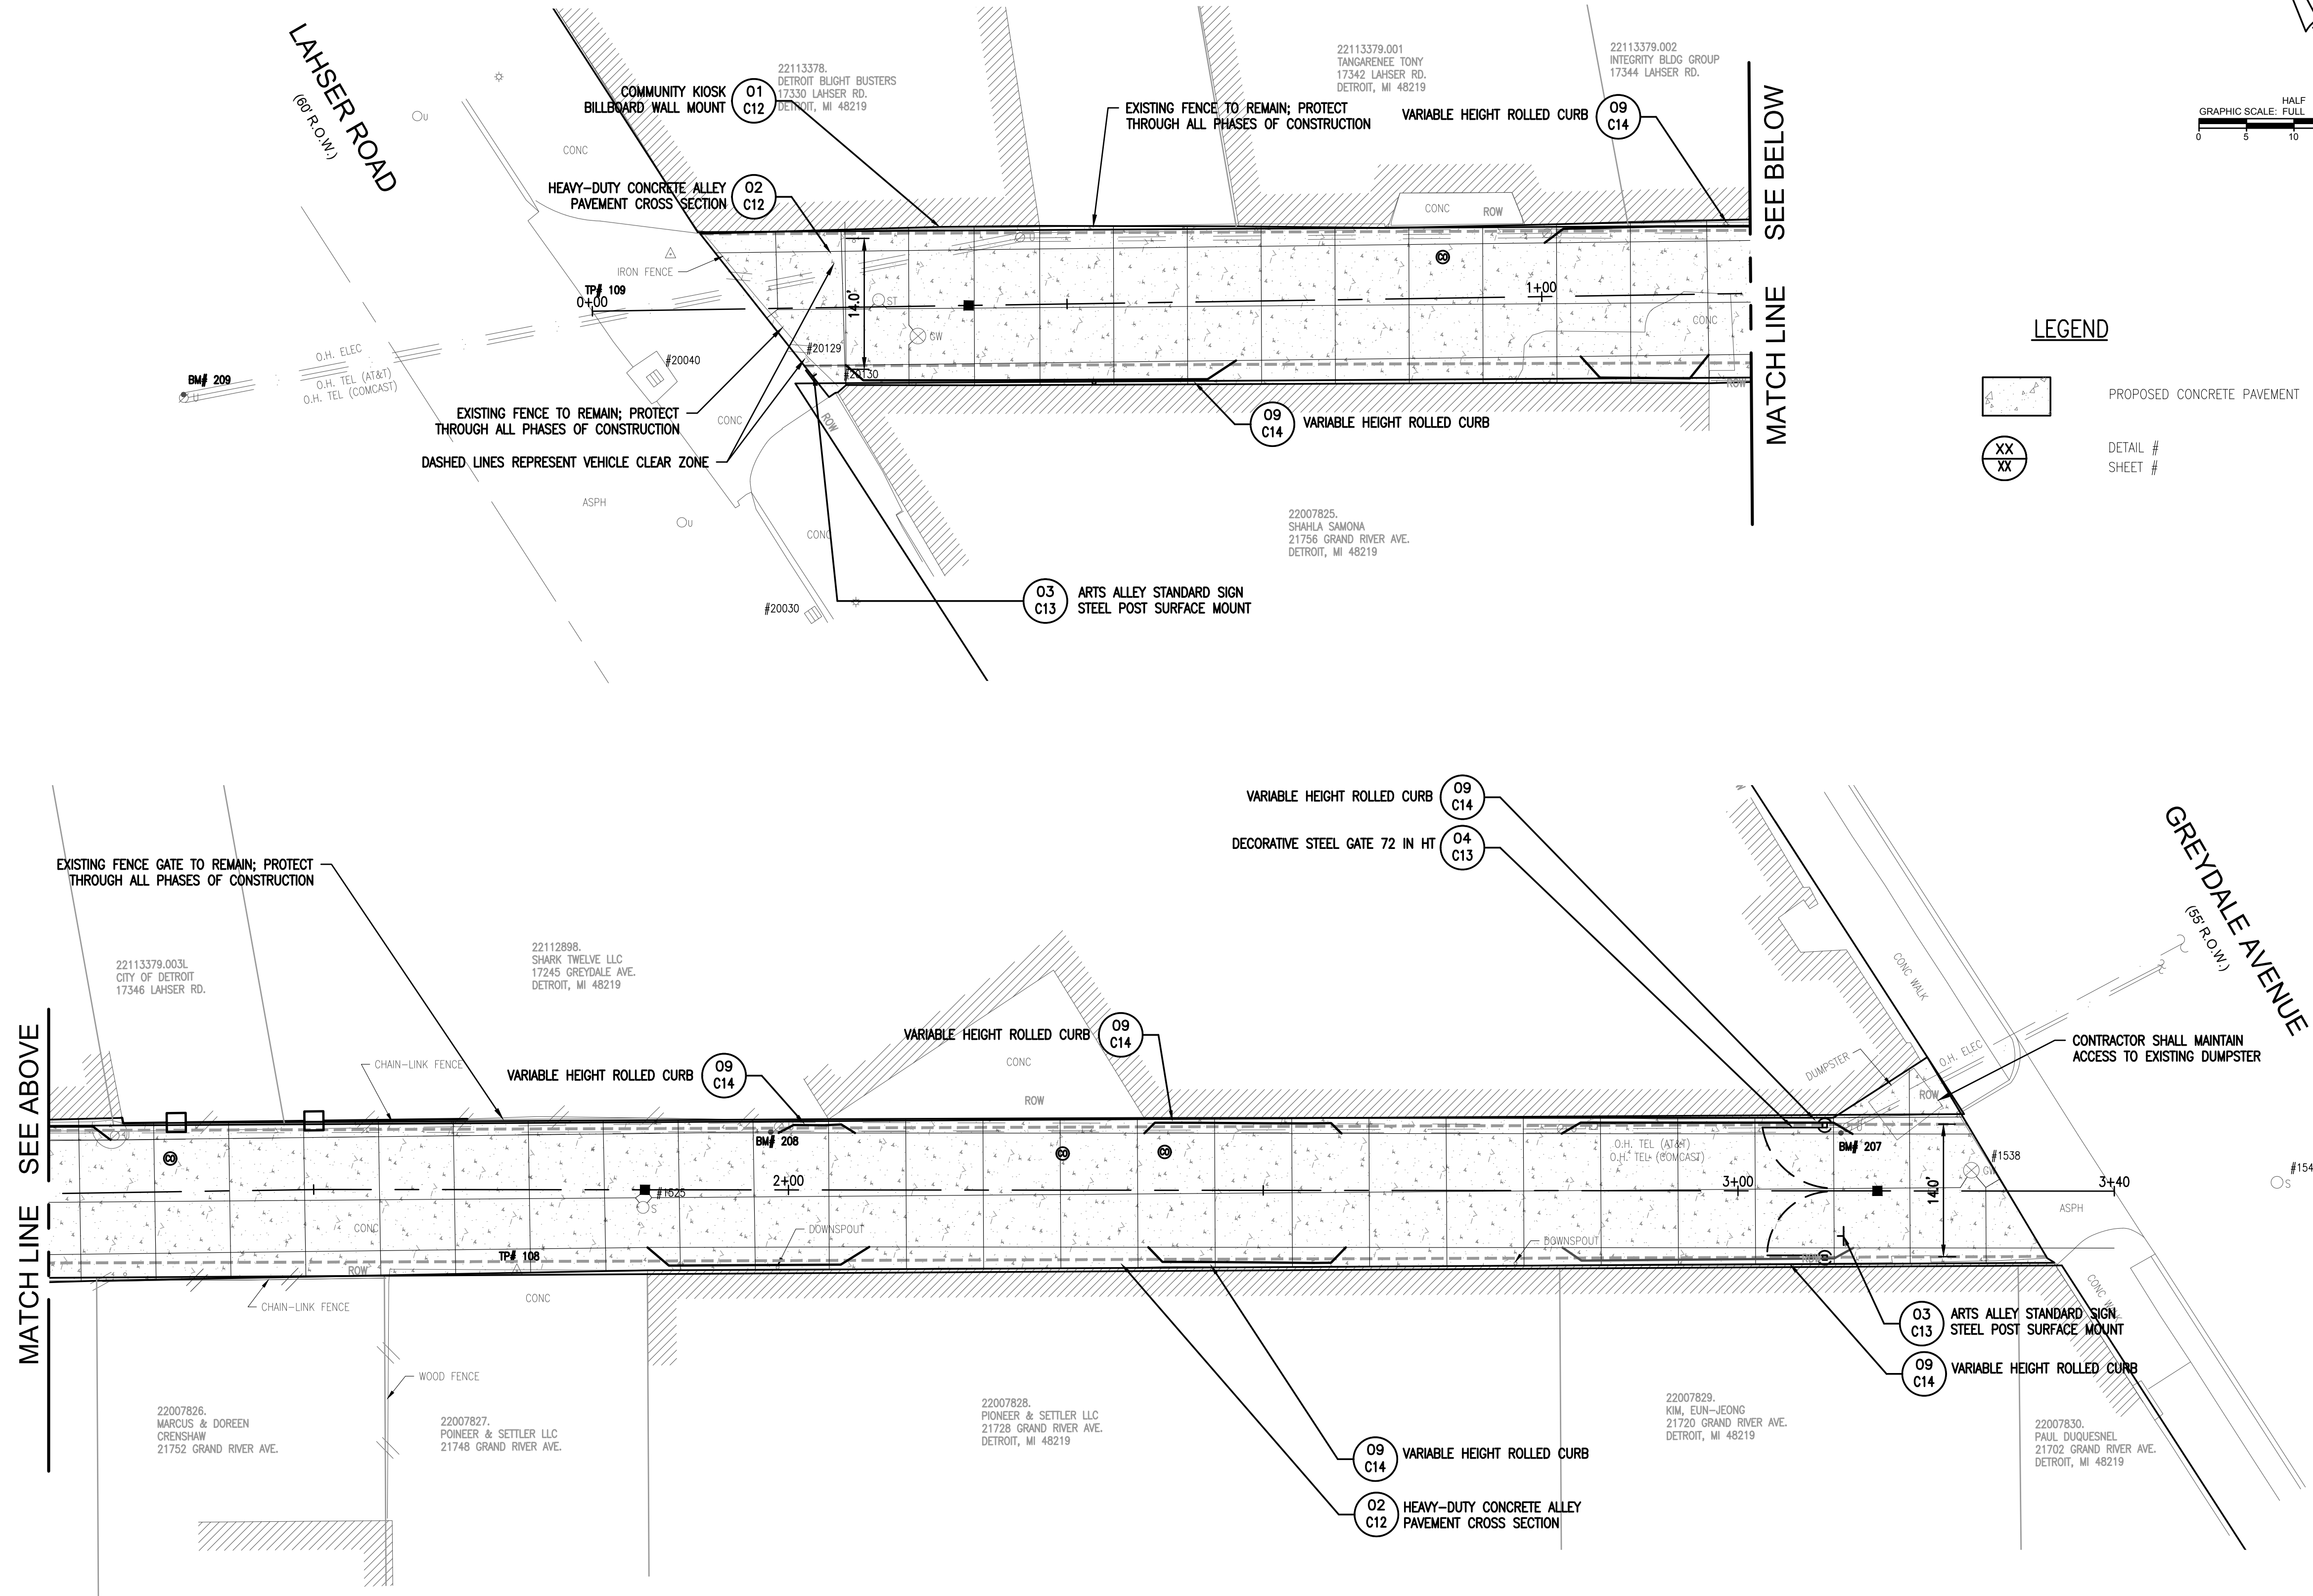 LAHSER ROAD
(60' R.O.W.)
22113378.
DETROIT BLIGHT BUSTERS
17330 LAHSER RD.
DETROIT, MI 48219
COMMUNITY KIOSK
BILLBOARD WALL MOUNT
01
C12
22113379.001
TANGARENEE TONY
17342 LAHSER RD.
DETROIT, MI 48219
22113379.002
INTEGRITY BLDG GROUP
17344 LAHSER RD.
EXISTING FENCE TO REMAIN; PROTECT
THROUGH ALL PHASES OF CONSTRUCTION
VARIABLE HEIGHT ROLLED CURB
09
C14
MATCH LINE SEE BELOW
HALF
GRAPHIC SCALE: FULL
0 5 10
U
CONC
HEAVY-DUTY CONCRETE ALLEY
PAVEMENT CROSS SECTION
02
C12
CONC
ROW
U
CO
IRON FENCE
TP# 109
0+00
14.0'
ST
GW
1+00
CONC
ROW
O.H. ELEC
O.H. TEL (AT&T)
O.H. TEL (COMCAST)
BM# 209
U
#20040
#20129
#20130
EXISTING FENCE TO REMAIN; PROTECT
THROUGH ALL PHASES OF CONSTRUCTION
CONC
ROW
DASHED LINES REPRESENT VEHICLE CLEAR ZONE
09
C14
VARIABLE HEIGHT ROLLED CURB
ASPH
U
CONC
22007825.
SHAHLA SAMONA
21756 GRAND RIVER AVE.
DETROIT, MI 48219
#20030
03
C13
ARTS ALLEY STANDARD SIGN
STEEL POST SURFACE MOUNT
LEGEND
PROPOSED CONCRETE PAVEMENT
XX
XX
DETAIL #
SHEET #
VARIABLE HEIGHT ROLLED CURB
09
C14
DECORATIVE STEEL GATE 72 IN HT
04
C13
GREYDALE AVENUE
(55' R.O.W.)
EXISTING FENCE GATE TO REMAIN; PROTECT
THROUGH ALL PHASES OF CONSTRUCTION
22113379.003L
CITY OF DETROIT
17346 LAHSER RD.
22112898.
SHARK TWELVE LLC
17245 GREYDALE AVE.
DETROIT, MI 48219
CONC WALK
MATCH LINE SEE ABOVE
CHAIN-LINK FENCE
VARIABLE HEIGHT ROLLED CURB
09
C14
VARIABLE HEIGHT ROLLED CURB
09
C14
CONC
ROW
DUMPSTER
O.H. ELEC
ROW
CONTRACTOR SHALL MAINTAIN
ACCESS TO EXISTING DUMPSTER
BM# 208
O.H. TEL (AT&T)
O.H. TEL (COMCAST)
U
BM# 207
CO
CO
CO
#1538
GW
#1525
S
2+00
3+00
14.0'
3+40
S
CONC
DOWNSPOUT
DOWNSPOUT
ASPH
TP# 108
ROW
CHAIN-LINK FENCE
CONC
CONC WALK
03
C13
ARTS ALLEY STANDARD SIGN
STEEL POST SURFACE MOUNT
09
C14
VARIABLE HEIGHT ROLLED CURB
WOOD FENCE
22007826.
MARCUS & DOREEN
CRENSHAW
21752 GRAND RIVER AVE.
22007827.
POINEER & SETTLER LLC
21748 GRAND RIVER AVE.
22007828.
PIONEER & SETTLER LLC
21728 GRAND RIVER AVE.
DETROIT, MI 48219
22007829.
KIM, EUN-JEONG
21720 GRAND RIVER AVE.
DETROIT, MI 48219
22007830.
PAUL DUQUESNEL
21702 GRAND RIVER AVE.
DETROIT, MI 48219
09
C14
VARIABLE HEIGHT ROLLED CURB
02
C12
HEAVY-DUTY CONCRETE ALLEY
PAVEMENT CROSS SECTION